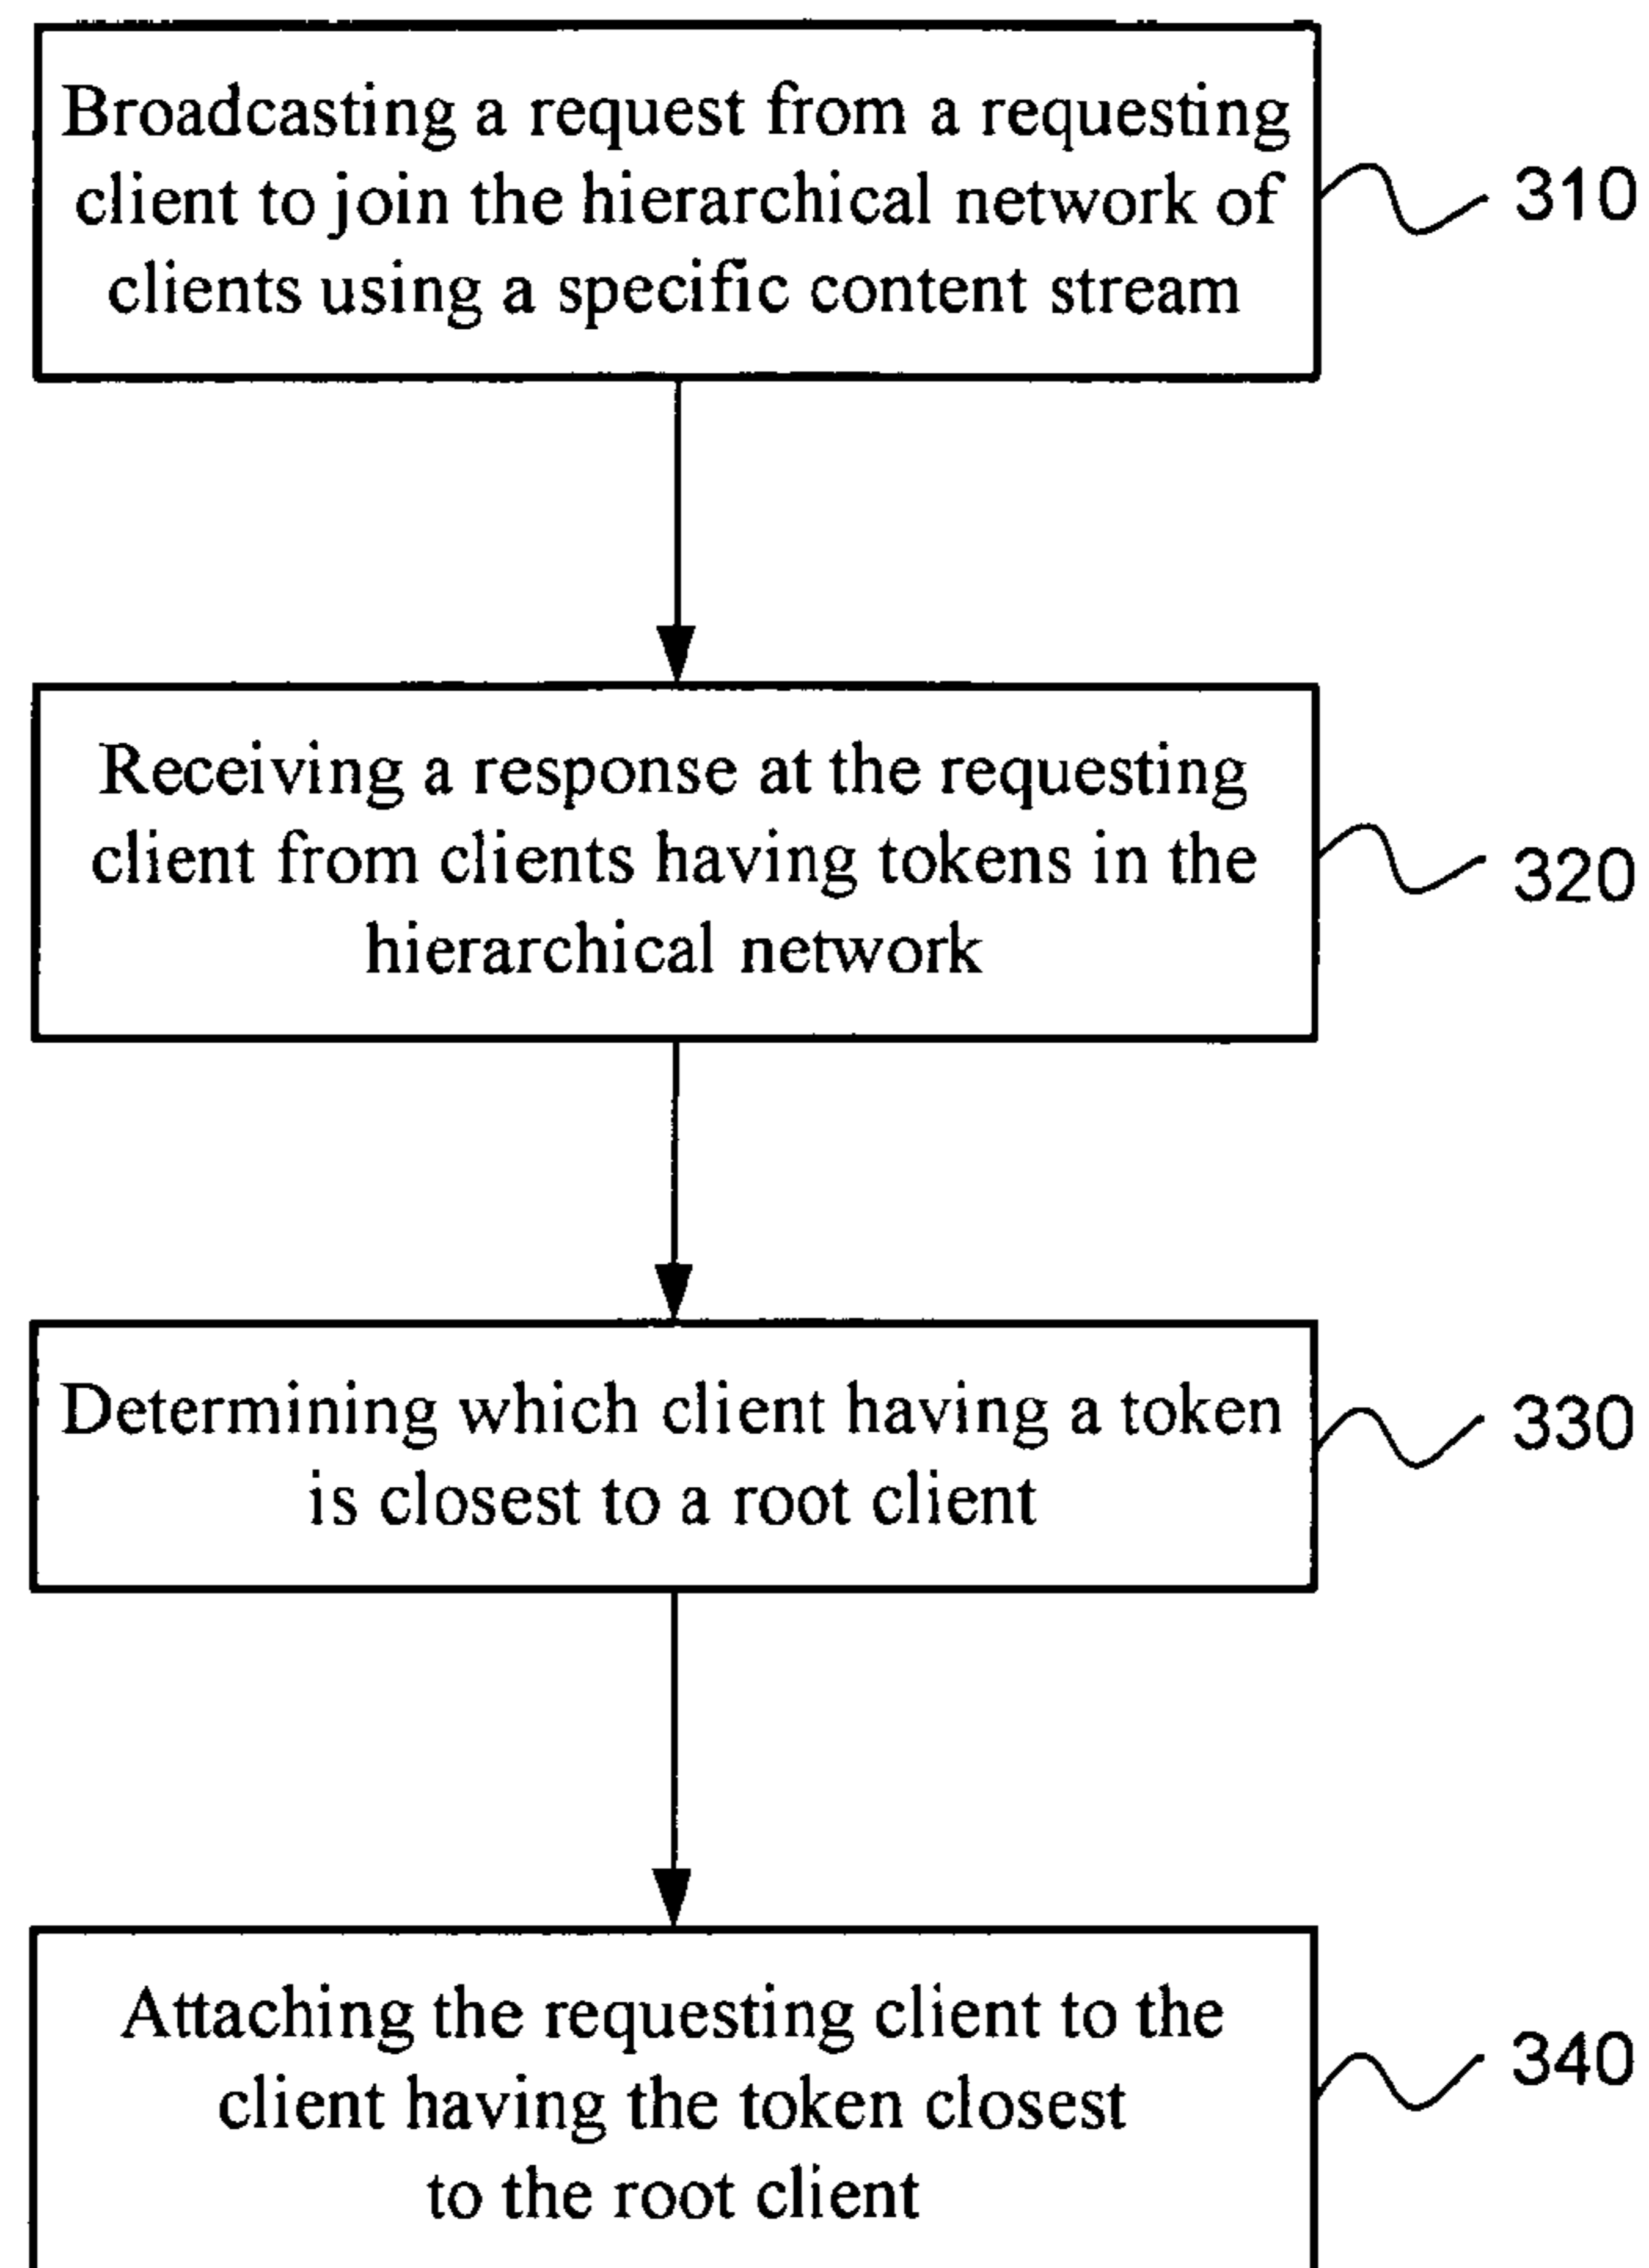 Broadcasting a request from a requesting
client to join the hierarchical network of
clients using a specific content stream
310
Receiving a response at the requesting
client from clients having tokens in the
hierarchical network
320
Determining which client having a token
is closest to a root client
330
Attaching the requesting client to the
client having the token closest
to the root client
340